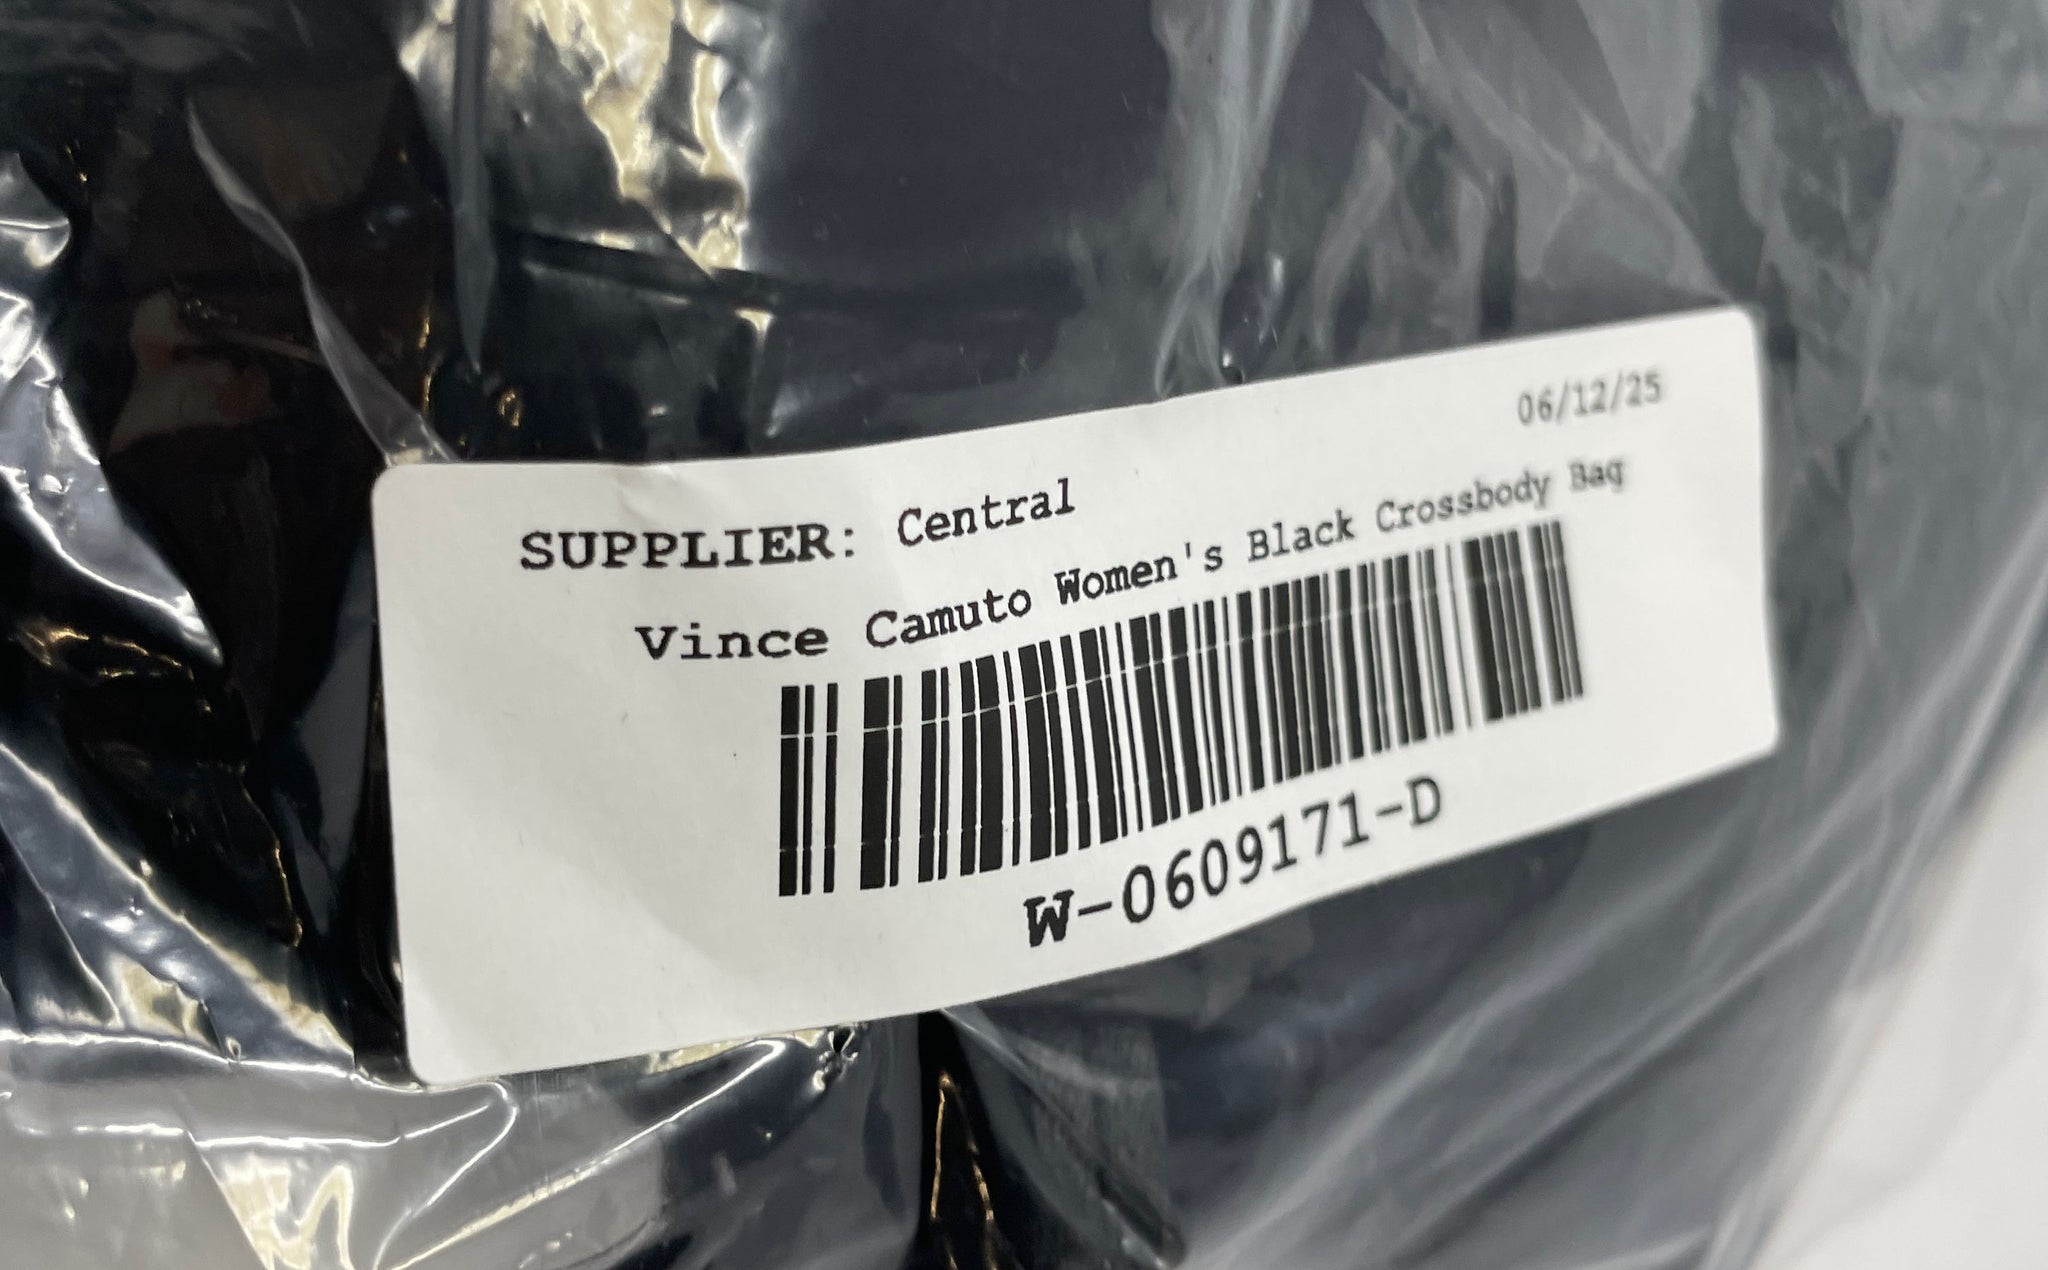 06/12/25
SUPPLIER: Central
Vince Camuto Women's Black Crossbody Bag
W-0609171-D